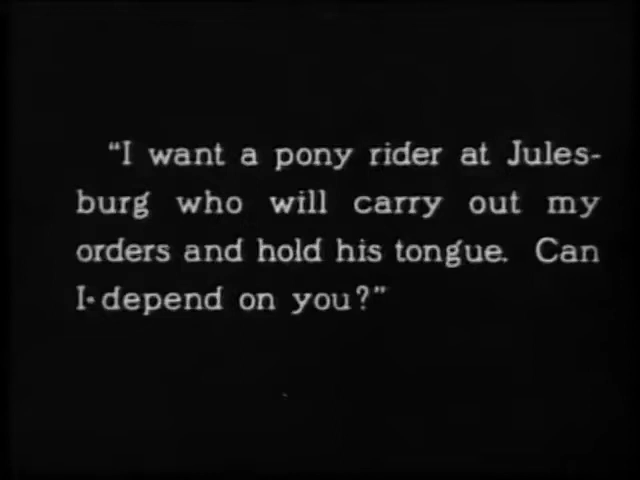 "I want a pony rider at Jules-
burg who will carry out my
orders and hold his tongue. Can
I depend on you?"